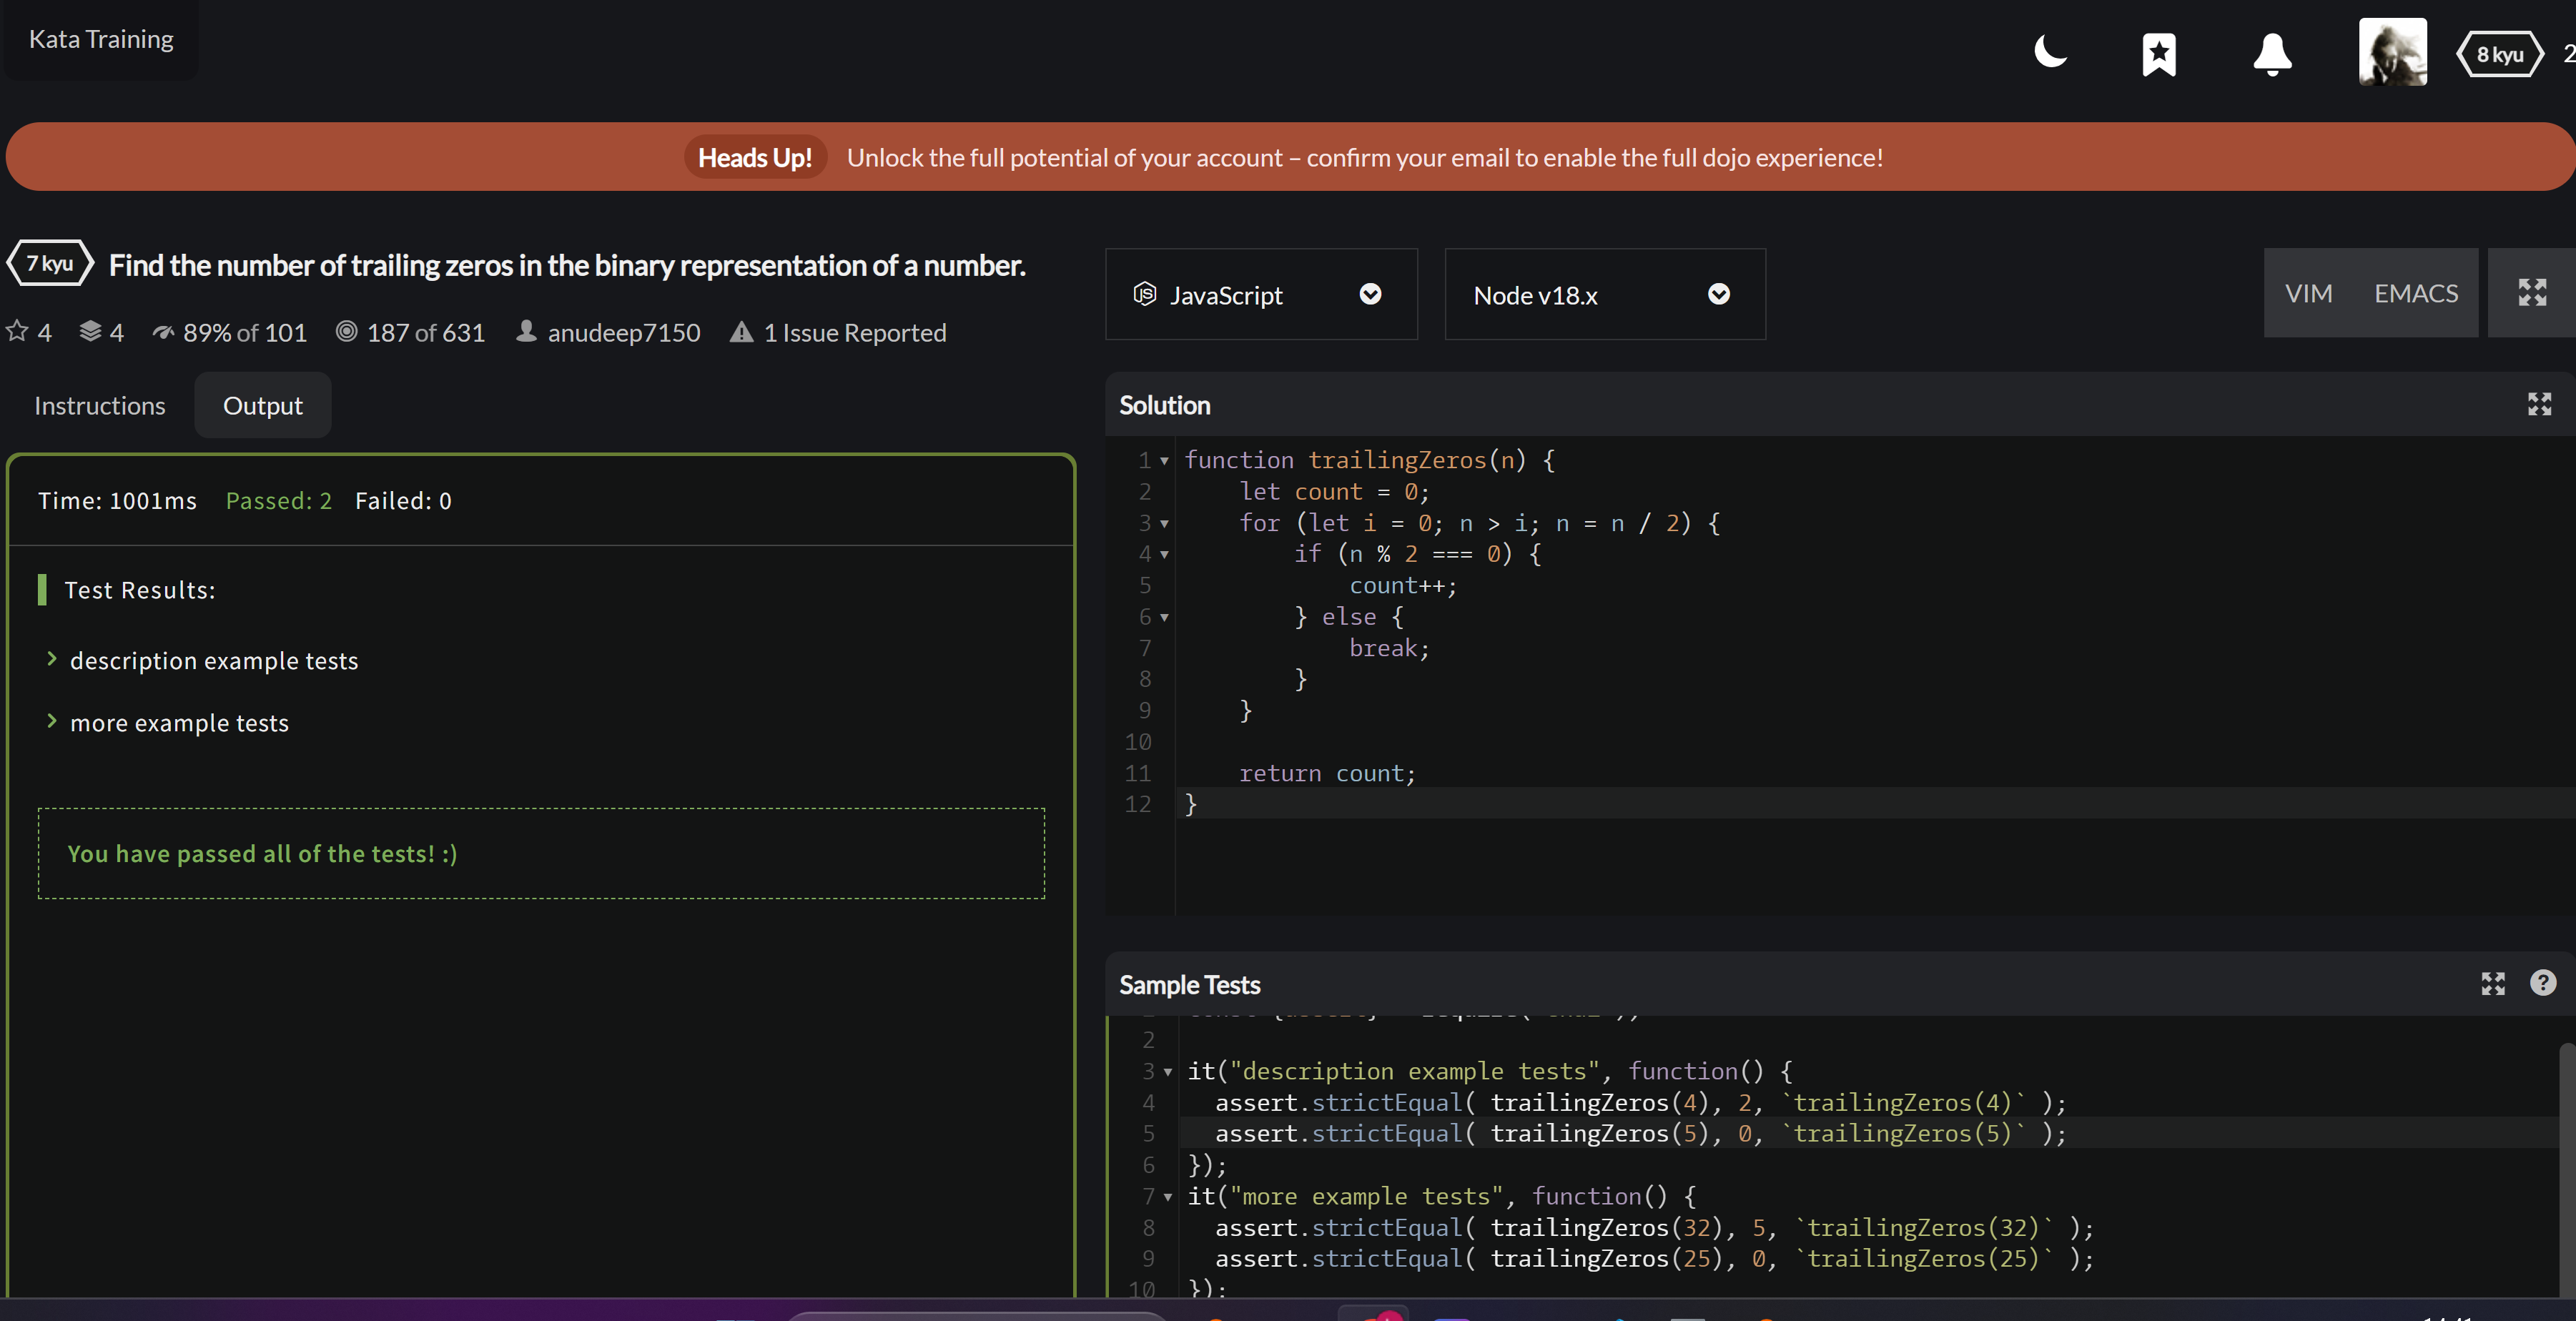 Kata Training
8 kyu
2
Heads Up! Unlock the full potential of your account – confirm your email to enable the full dojo experience!
7 kyu Find the number of trailing zeros in the binary representation of a number.
4 4 89% of 101 187 of 631 anudeep7150 1 Issue Reported
JavaScript
Node v18.x
VIM EMACS
Instructions Output
Time: 1001ms Passed: 2 Failed: 0
Test Results:
description example tests
more example tests
You have passed all of the tests! :)
Solution
1 function trailingZeros(n) {
2     let count = 0;
3     for (let i = 0; n > i; n = n / 2) {
4         if (n % 2 === 0) {
5             count++;
6         } else {
7             break;
8         }
9     }
10
11     return count;
12 }
Sample Tests
2
3 it("description example tests", function() {
4   assert.strictEqual( trailingZeros(4), 2, `trailingZeros(4)` );
5   assert.strictEqual( trailingZeros(5), 0, `trailingZeros(5)` );
6 });
7 it("more example tests", function() {
8   assert.strictEqual( trailingZeros(32), 5, `trailingZeros(32)` );
9   assert.strictEqual( trailingZeros(25), 0, `trailingZeros(25)` );
10 });